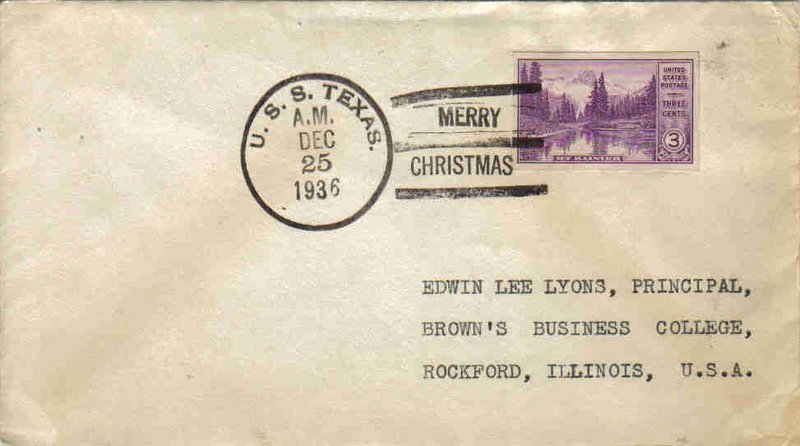 U. S. S. TEXAS.
A.M.
DEC
25
1936
MERRY
CHRISTMAS
UNITED
STATES
POSTAGE
THREE
CENTS
3
MT. RAINIER
EDWIN LEE LYONS, PRINCIPAL,
BROWN'S BUSINESS COLLEGE,
ROCKFORD, ILLINOIS, U.S.A.